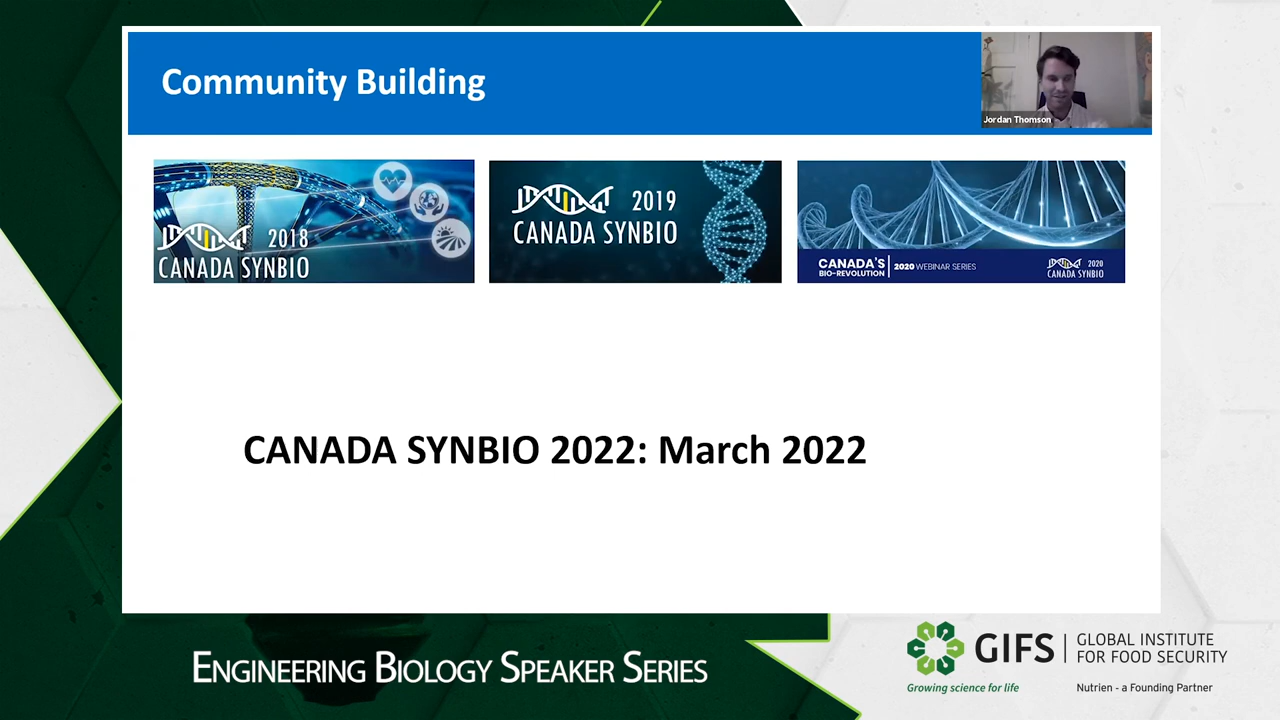 Community Building
Jordan Thomson
2018
CANADA SYNBIO
2019
CANADA SYNBIO
CANADA'S
BIO-REVOLUTION
2020 WEBINAR SERIES
2020
CANADA SYNBIO
CANADA SYNBIO 2022: March 2022
ENGINEERING BIOLOGY SPEAKER SERIES
GIFS
GLOBAL INSTITUTE
FOR FOOD SECURITY
Growing science for life
Nutrien - a Founding Partner